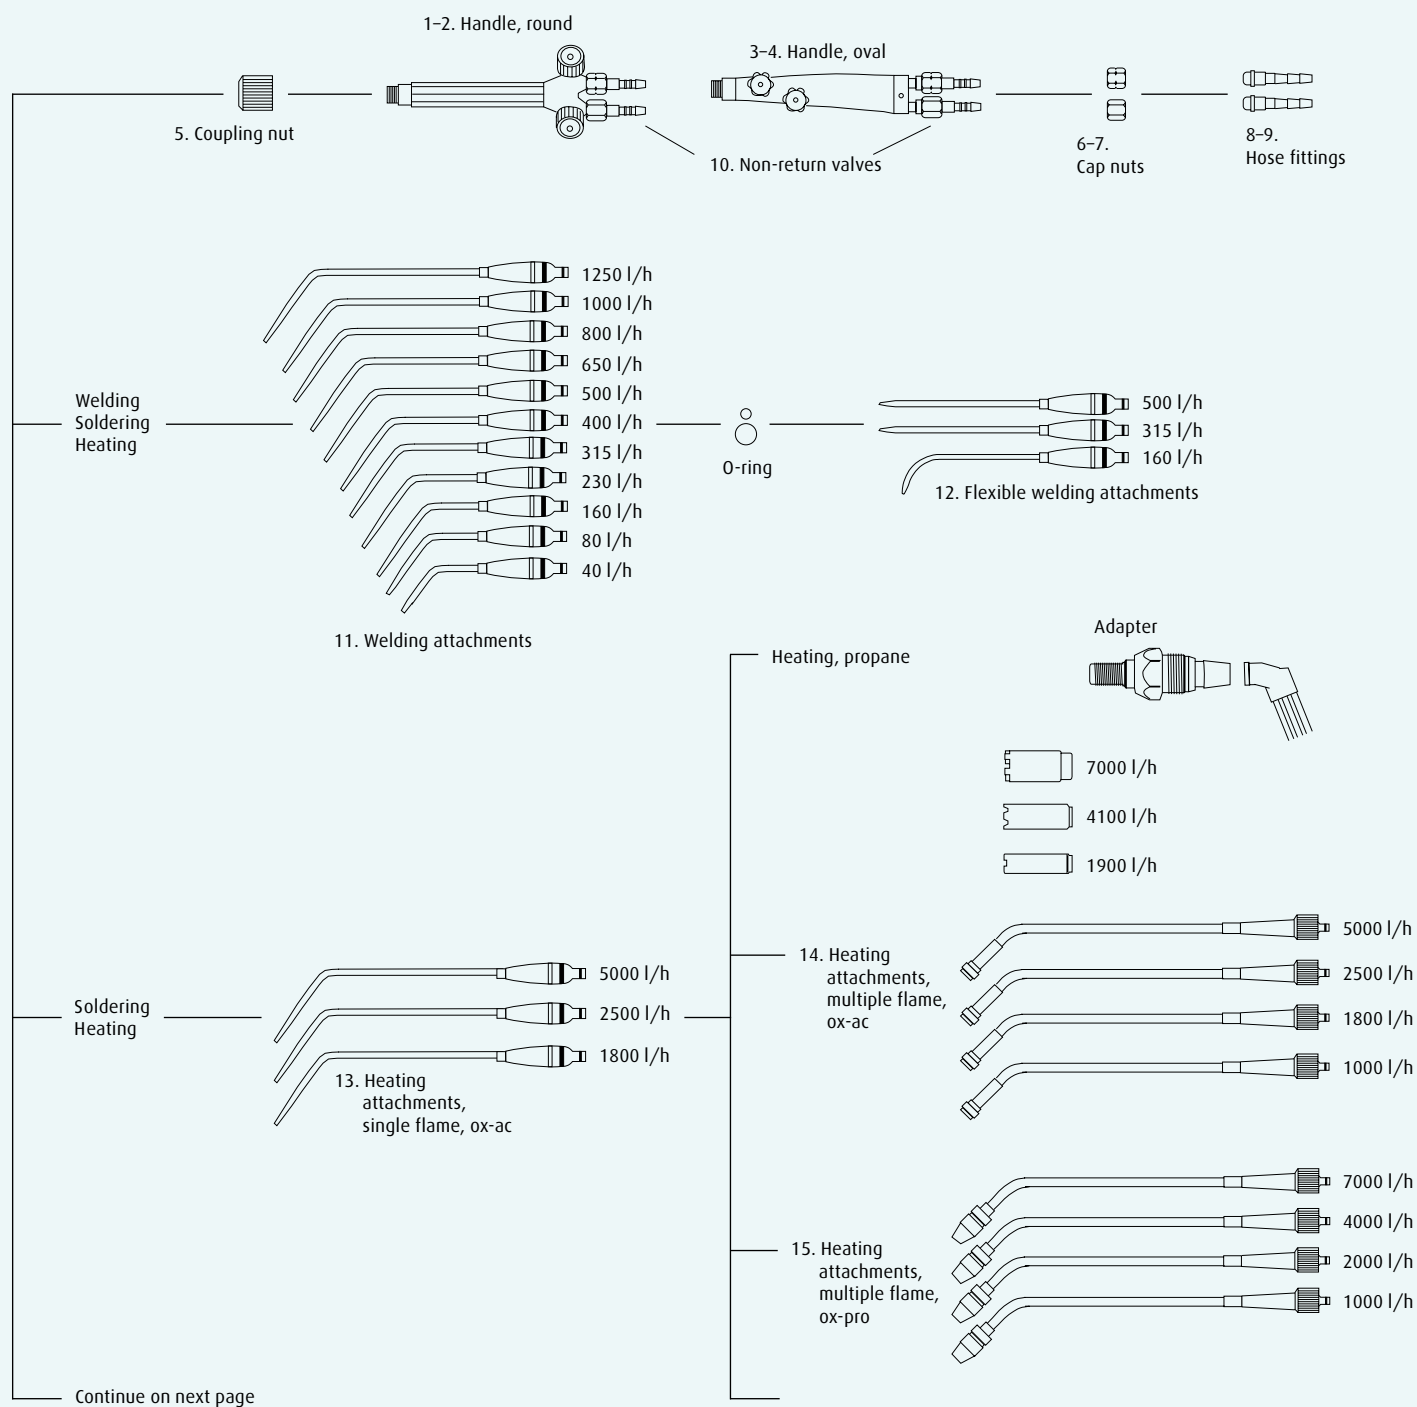 1–2. Handle, round
3–4. Handle, oval
5. Coupling nut
10. Non-return valves
6–7.
Cap nuts
8–9.
Hose fittings
Welding
Soldering
Heating
1250 l/h
1000 l/h
800 l/h
650 l/h
500 l/h
400 l/h
315 l/h
230 l/h
160 l/h
80 l/h
40 l/h
11. Welding attachments
O-ring
500 l/h
315 l/h
160 l/h
12. Flexible welding attachments
Heating, propane
Adapter
7000 l/h
4100 l/h
1900 l/h
Soldering
Heating
5000 l/h
2500 l/h
1800 l/h
13. Heating
attachments,
single flame, ox-ac
14. Heating
attachments,
multiple flame,
ox-ac
5000 l/h
2500 l/h
1800 l/h
1000 l/h
15. Heating
attachments,
multiple flame,
ox-pro
7000 l/h
4000 l/h
2000 l/h
1000 l/h
Continue on next page